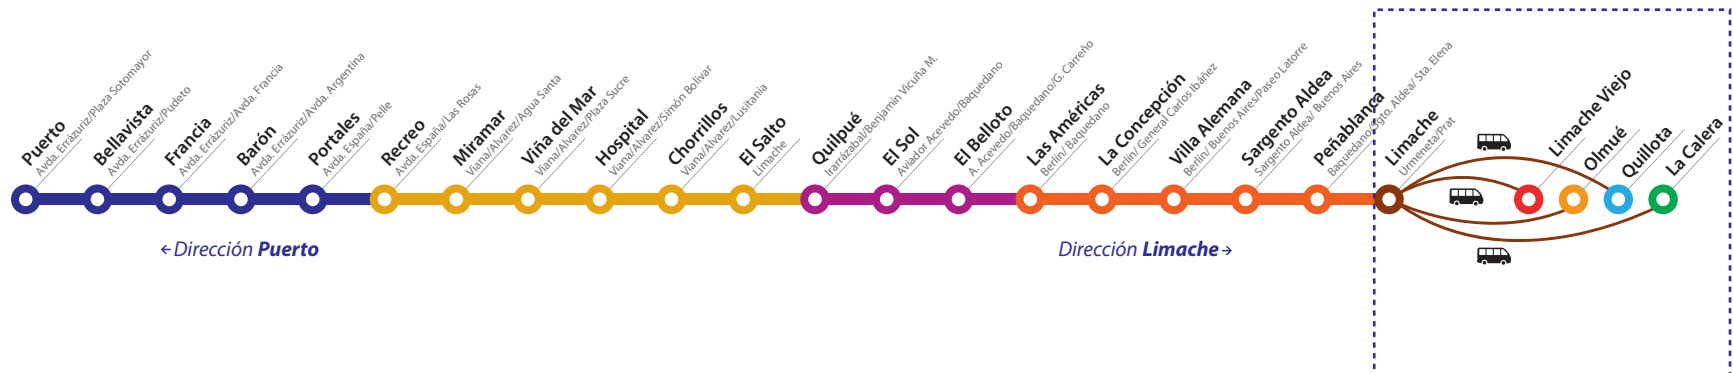 Puerto
Avda. Errázuriz/Plaza Sotomayor
Bellavista
Avda. Errázuriz/Pudeto
Francia
Avda. Errázuriz/Avda. Francia
Barón
Avda. Errázuriz/Avda. Argentina
Portales
Avda. España/Pelle
Recreo
Avda. España/Las Rosas
Miramar
Viana/Alvarez/Agua Santa
Viña del Mar
Viana/Alvarez/Plaza Sucre
Hospital
Viana/Alvarez/Simón Bolivar
Chorrillos
Viana/Alvarez/Lusitania
El Salto
Limache
Quilpué
Irarrázabal/Benjamín Vicuña M.
El Sol
Aviador Acevedo/Baquedano
El Belloto
A. Acevedo/Baquedano/G. Carreño
Las Américas
Berlin/ Baquedano
La Concepción
Berlin/ General Carlos Ibáñez
Villa Alemana
Berlin/ Buenos Aires/Paseo Latorre
Sargento Aldea
Sargento Aldea/ Buenos Aires
Peñablanca
Baquedano/Sgto. Aldea/ Sta. Elena
Limache
Urmeneta/Prat
Limache Viejo
Olmué
Quillota
La Calera
←Dirección Puerto
Dirección Limache→